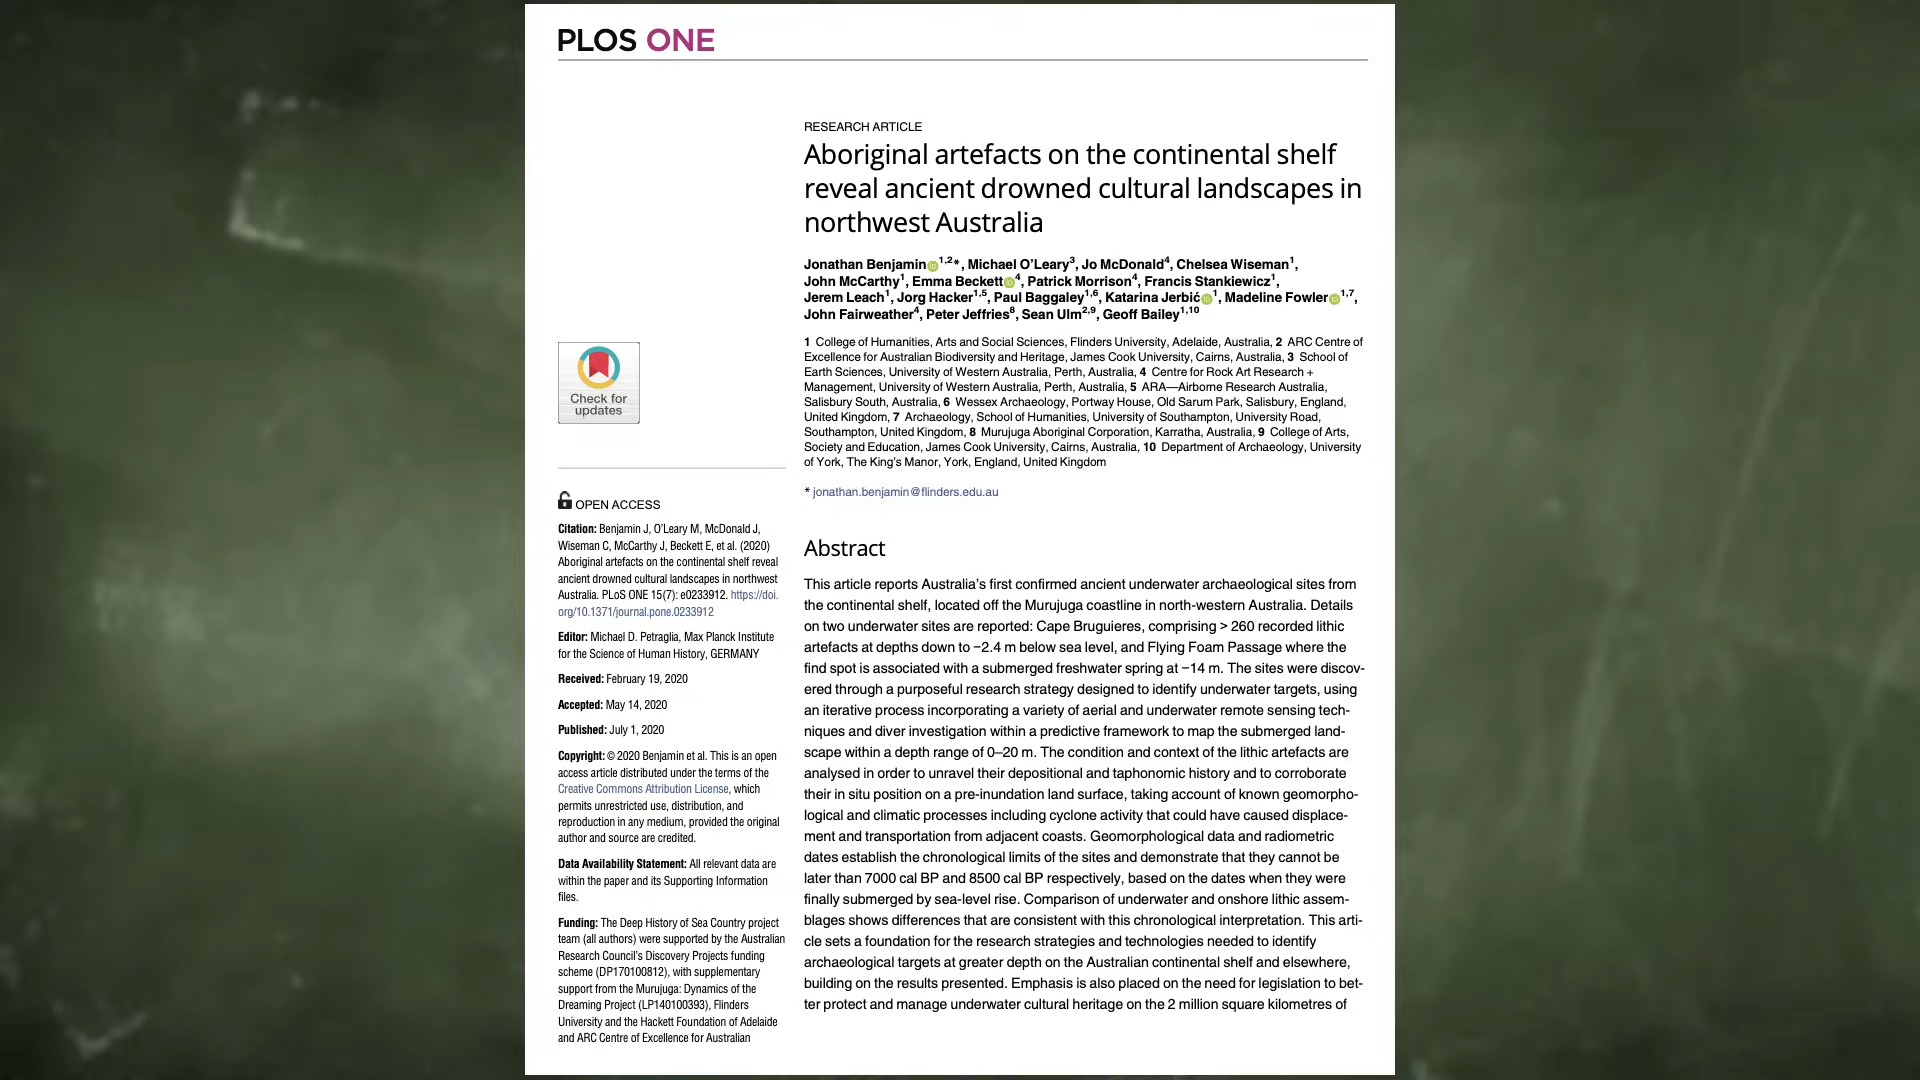 PLOS ONE
RESEARCH ARTICLE
Aboriginal artefacts on the continental shelf
reveal ancient drowned cultural landscapes in
northwest Australia
Jonathan Benjamin1,2*, Michael O'Leary3, Jo McDonald4, Chelsea Wiseman1,
John McCarthy1, Emma Beckett4, Patrick Morrison4, Francis Stankiewicz1,
Jerem Leach1, Jorg Hacker1,5, Paul Baggaley1,6, Katarina Jerbić1, Madeline Fowler1,7,
John Fairweather4, Peter Jeffries8, Sean Ulm2,9, Geoff Bailey1,10
1 College of Humanities, Arts and Social Sciences, Flinders University, Adelaide, Australia, 2 ARC Centre of
Excellence for Australian Biodiversity and Heritage, James Cook University, Cairns, Australia, 3 School of
Earth Sciences, University of Western Australia, Perth, Australia, 4 Centre for Rock Art Research +
Management, University of Western Australia, Perth, Australia, 5 ARA—Airborne Research Australia,
Salisbury South, Australia, 6 Wessex Archaeology, Portway House, Old Sarum Park, Salisbury, England,
United Kingdom, 7 Archaeology, School of Humanities, University of Southampton, University Road,
Southampton, United Kingdom, 8 Murujuga Aboriginal Corporation, Karratha, Australia, 9 College of Arts,
Society and Education, James Cook University, Cairns, Australia, 10 Department of Archaeology, University
of York, The King's Manor, York, England, United Kingdom
* jonathan.benjamin@flinders.edu.au
Check for
updates
OPEN ACCESS
Citation: Benjamin J, O'Leary M, McDonald J,
Wiseman C, McCarthy J, Beckett E, et al. (2020)
Aboriginal artefacts on the continental shelf reveal
ancient drowned cultural landscapes in northwest
Australia. PLoS ONE 15(7): e0233912. https://doi.
org/10.1371/journal.pone.0233912
Editor: Michael D. Petraglia, Max Planck Institute
for the Science of Human History, GERMANY
Received: February 19, 2020
Accepted: May 14, 2020
Published: July 1, 2020
Copyright: © 2020 Benjamin et al. This is an open
access article distributed under the terms of the
Creative Commons Attribution License, which
permits unrestricted use, distribution, and
reproduction in any medium, provided the original
author and source are credited.
Data Availability Statement: All relevant data are
within the paper and its Supporting Information
files.
Funding: The Deep History of Sea Country project
team (all authors) were supported by the Australian
Research Council's Discovery Projects funding
scheme (DP170100812), with supplementary
support from the Murujuga: Dynamics of the
Dreaming Project (LP140100393), Flinders
University and the Hackett Foundation of Adelaide
and ARC Centre of Excellence for Australian
Abstract
This article reports Australia's first confirmed ancient underwater archaeological sites from
the continental shelf, located off the Murujuga coastline in north-western Australia. Details
on two underwater sites are reported: Cape Bruguieres, comprising > 260 recorded lithic
artefacts at depths down to −2.4 m below sea level, and Flying Foam Passage where the
find spot is associated with a submerged freshwater spring at −14 m. The sites were discov-
ered through a purposeful research strategy designed to identify underwater targets, using
an iterative process incorporating a variety of aerial and underwater remote sensing tech-
niques and diver investigation within a predictive framework to map the submerged land-
scape within a depth range of 0–20 m. The condition and context of the lithic artefacts are
analysed in order to unravel their depositional and taphonomic history and to corroborate
their in situ position on a pre-inundation land surface, taking account of known geomorpho-
logical and climatic processes including cyclone activity that could have caused displace-
ment and transportation from adjacent coasts. Geomorphological data and radiometric
dates establish the chronological limits of the sites and demonstrate that they cannot be
later than 7000 cal BP and 8500 cal BP respectively, based on the dates when they were
finally submerged by sea-level rise. Comparison of underwater and onshore lithic assem-
blages shows differences that are consistent with this chronological interpretation. This arti-
cle sets a foundation for the research strategies and technologies needed to identify
archaeological targets at greater depth on the Australian continental shelf and elsewhere,
building on the results presented. Emphasis is also placed on the need for legislation to bet-
ter protect and manage underwater cultural heritage on the 2 million square kilometres of